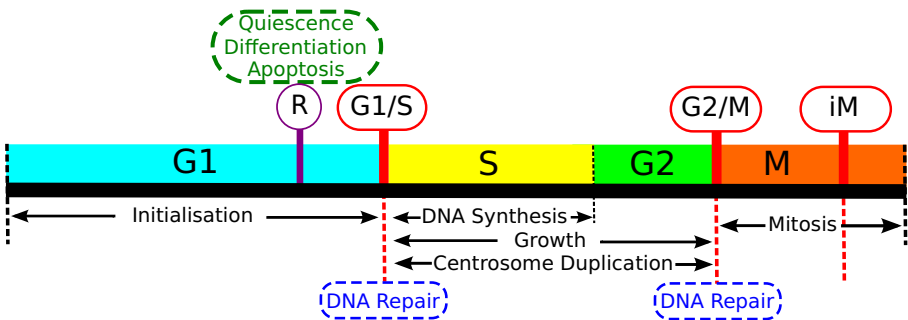 Quiescence
Differentiation
Apoptosis
R
G1/S
G2/M
iM
G1
S
G2
M
Initialisation
DNA Synthesis
Mitosis
Growth
Centrosome Duplication
DNA Repair
DNA Repair